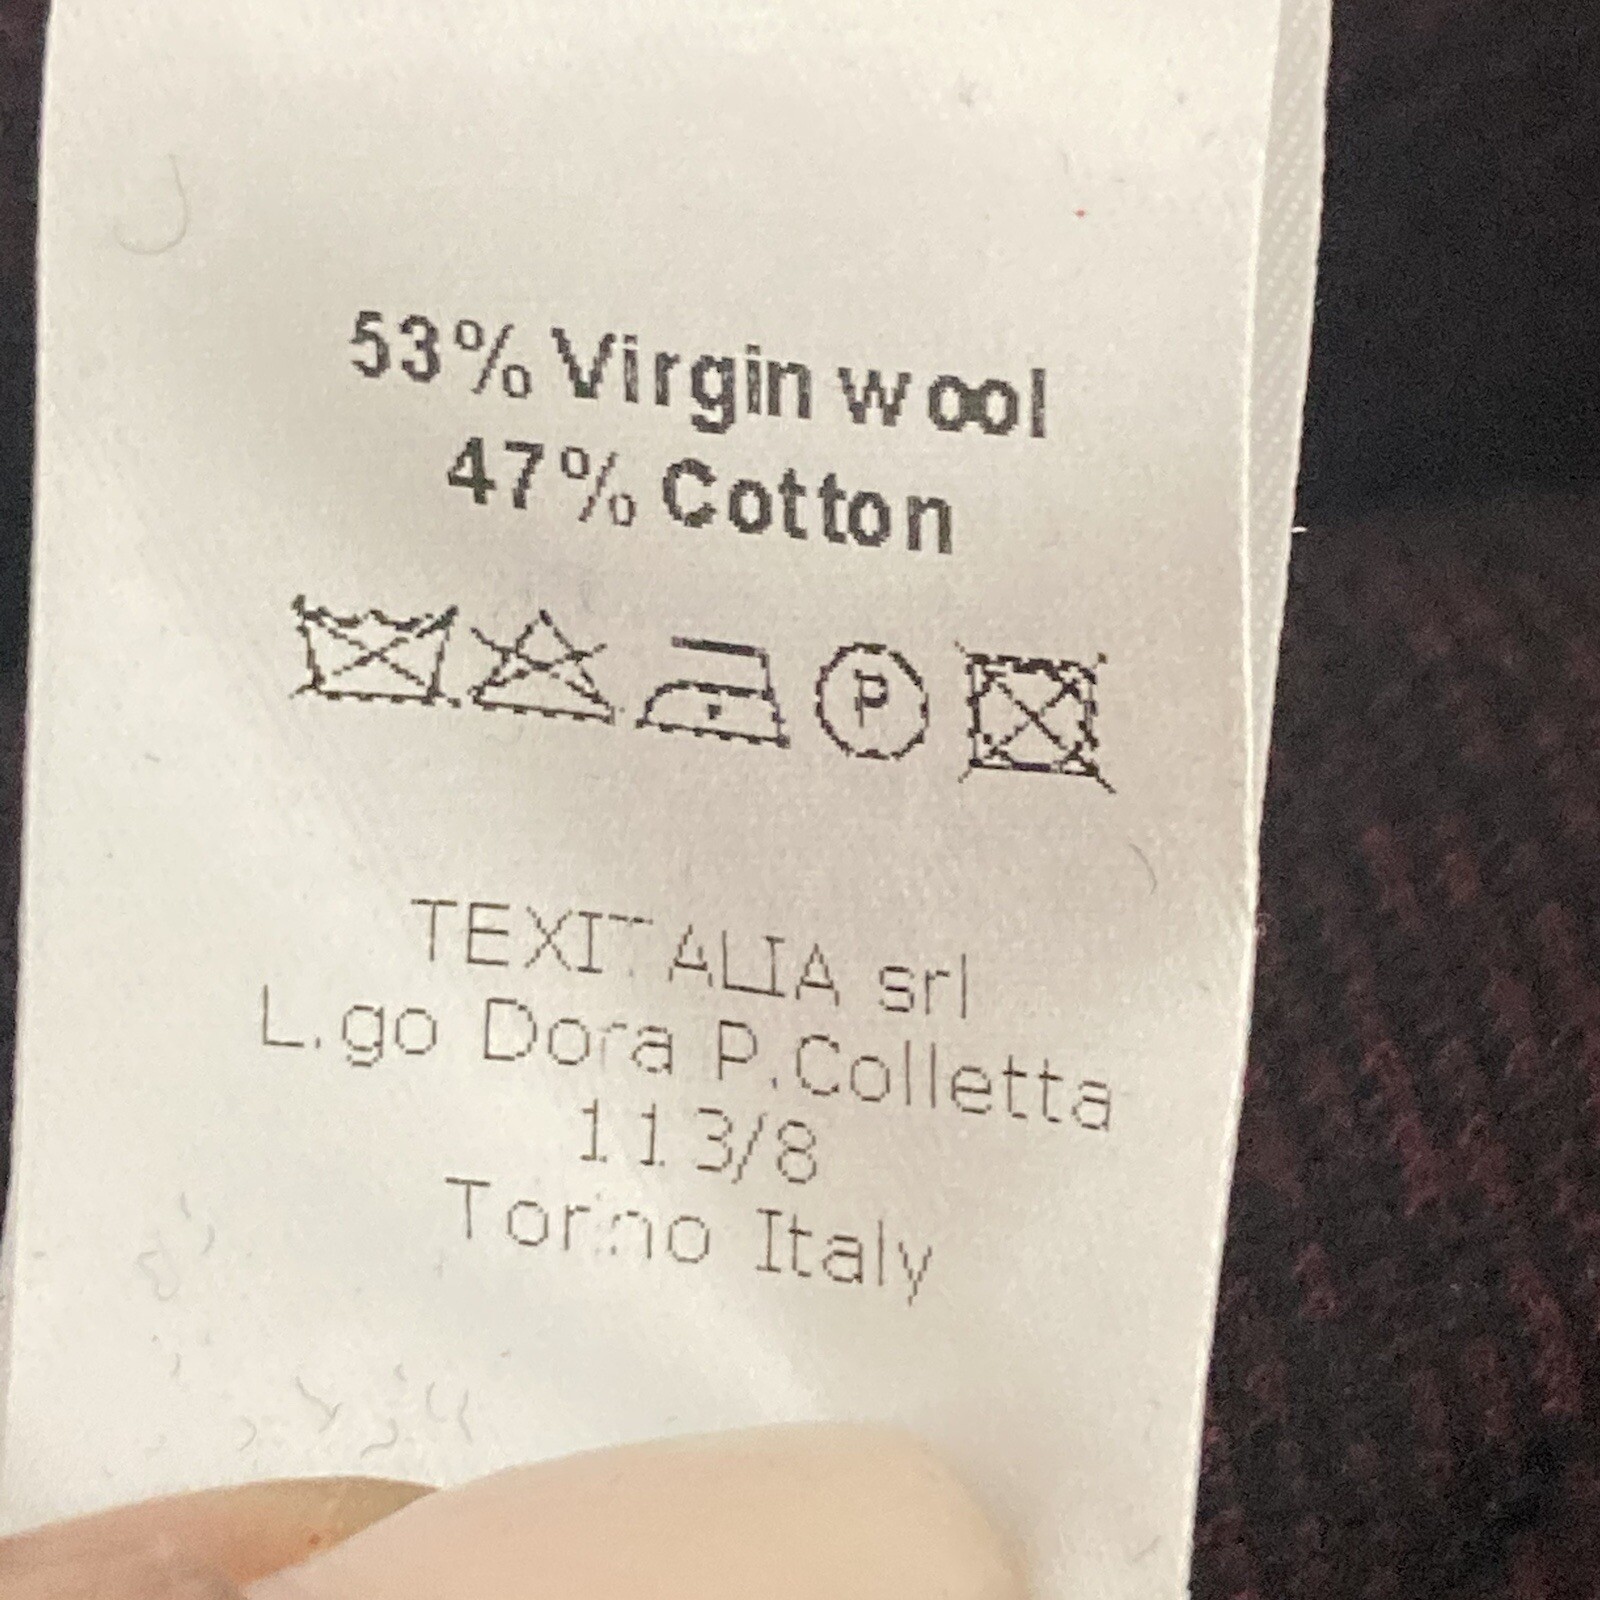 53% Virgin wool
47% Cotton
P
TEXITALIA srl
L.go Dora P.Colletta
113/8
Torino Italy